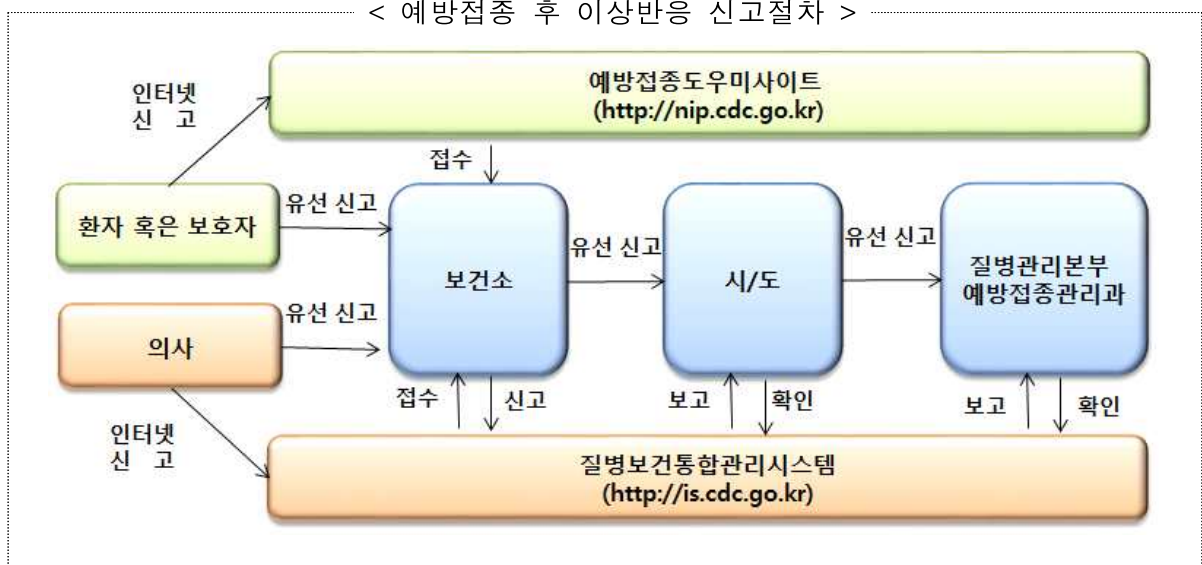 < 예방접종 후 이상반응 신고절차 >
예방접종도우미사이트
(http://nip.cdc.go.kr)
인터넷
신 고
접수
환자 혹은 보호자
유선 신고
보건소
유선 신고
시/도
유선 신고
질병관리본부
예방접종관리과
의사
유선 신고
접수
신고
보고
확인
보고
확인
인터넷
신 고
질병보건통합관리시스템
(http://is.cdc.go.kr)